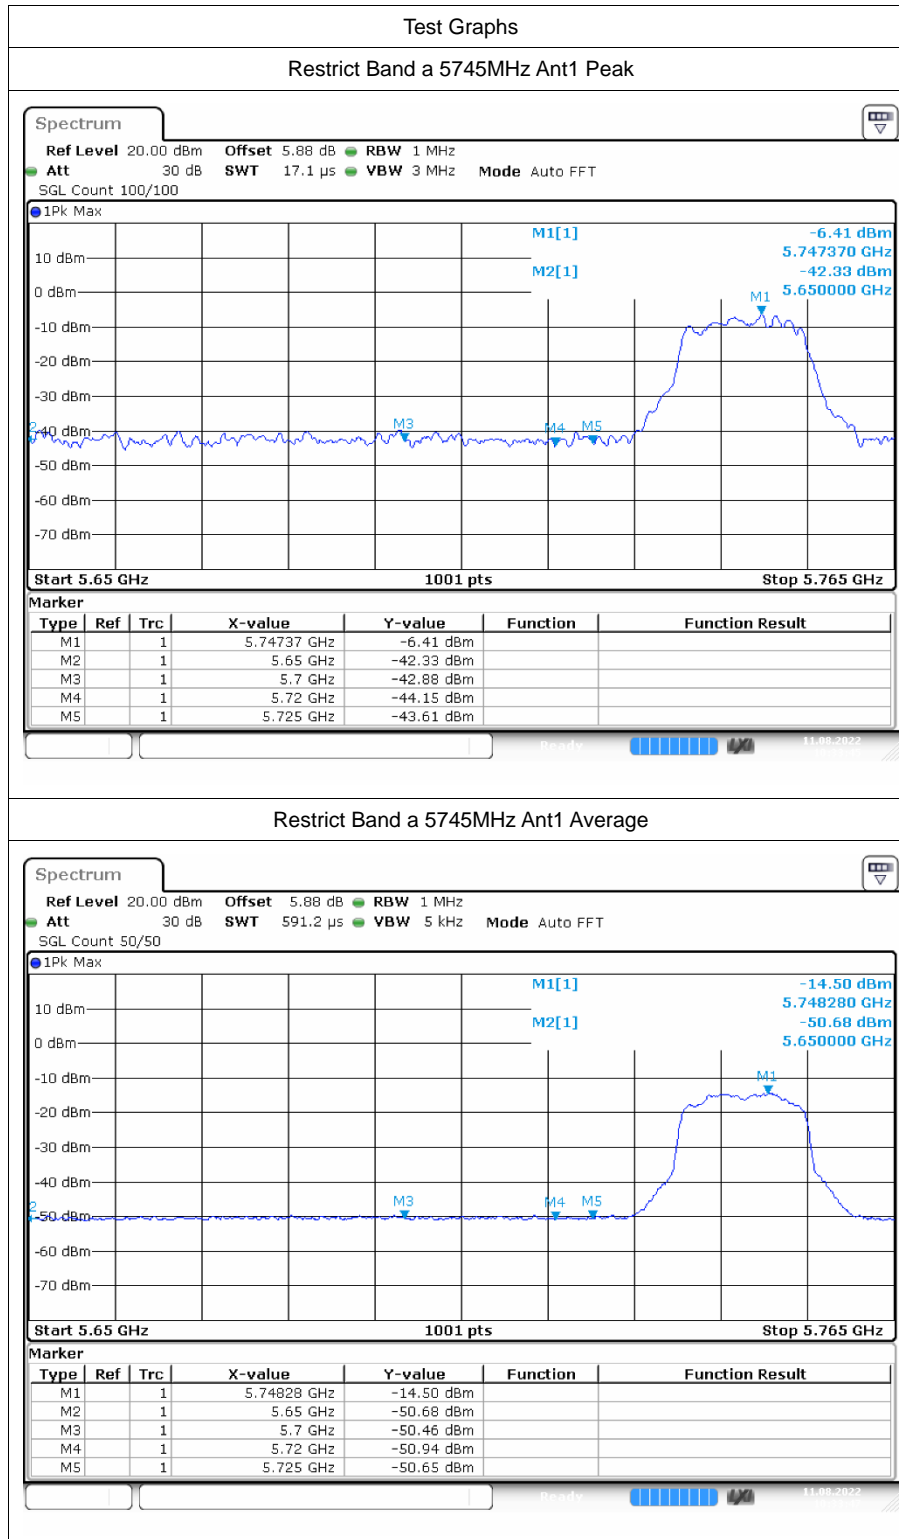 Test Graphs
Restrict Band a 5745MHz Ant1 Peak
Spectrum
Ref Level 20.00 dBm Offset 5.88 dB RBW 1 MHz
Att 30 dB SWT 17.1 µs VBW 3 MHz Mode Auto FFT
SGL Count 100/100
1Pk Max
M1[1] -6.41 dBm
5.747370 GHz
M2[1] -42.33 dBm
5.650000 GHz
10 dBm
0 dBm
M1
-10 dBm
-20 dBm
-30 dBm
M3 M4 M5
2
-40 dBm
-50 dBm
-60 dBm
-70 dBm
Start 5.65 GHz 1001 pts Stop 5.765 GHz
Marker
Type Ref Trc X-value Y-value Function Function Result
M1 1 5.74737 GHz -6.41 dBm
M2 1 5.65 GHz -42.33 dBm
M3 1 5.7 GHz -42.88 dBm
M4 1 5.72 GHz -44.15 dBm
M5 1 5.725 GHz -43.61 dBm
Ready LXI 11.08.2022
Restrict Band a 5745MHz Ant1 Average
Spectrum
Ref Level 20.00 dBm Offset 5.88 dB RBW 1 MHz
Att 30 dB SWT 591.2 µs VBW 5 kHz Mode Auto FFT
SGL Count 50/50
1Pk Max
M1[1] -14.50 dBm
5.748280 GHz
M2[1] -50.68 dBm
5.650000 GHz
10 dBm
0 dBm
-10 dBm
M1
-20 dBm
-30 dBm
-40 dBm
M3 M4 M5
2
-50 dBm
-60 dBm
-70 dBm
Start 5.65 GHz 1001 pts Stop 5.765 GHz
Marker
Type Ref Trc X-value Y-value Function Function Result
M1 1 5.74828 GHz -14.50 dBm
M2 1 5.65 GHz -50.68 dBm
M3 1 5.7 GHz -50.46 dBm
M4 1 5.72 GHz -50.94 dBm
M5 1 5.725 GHz -50.65 dBm
Ready LXI 11.08.2022